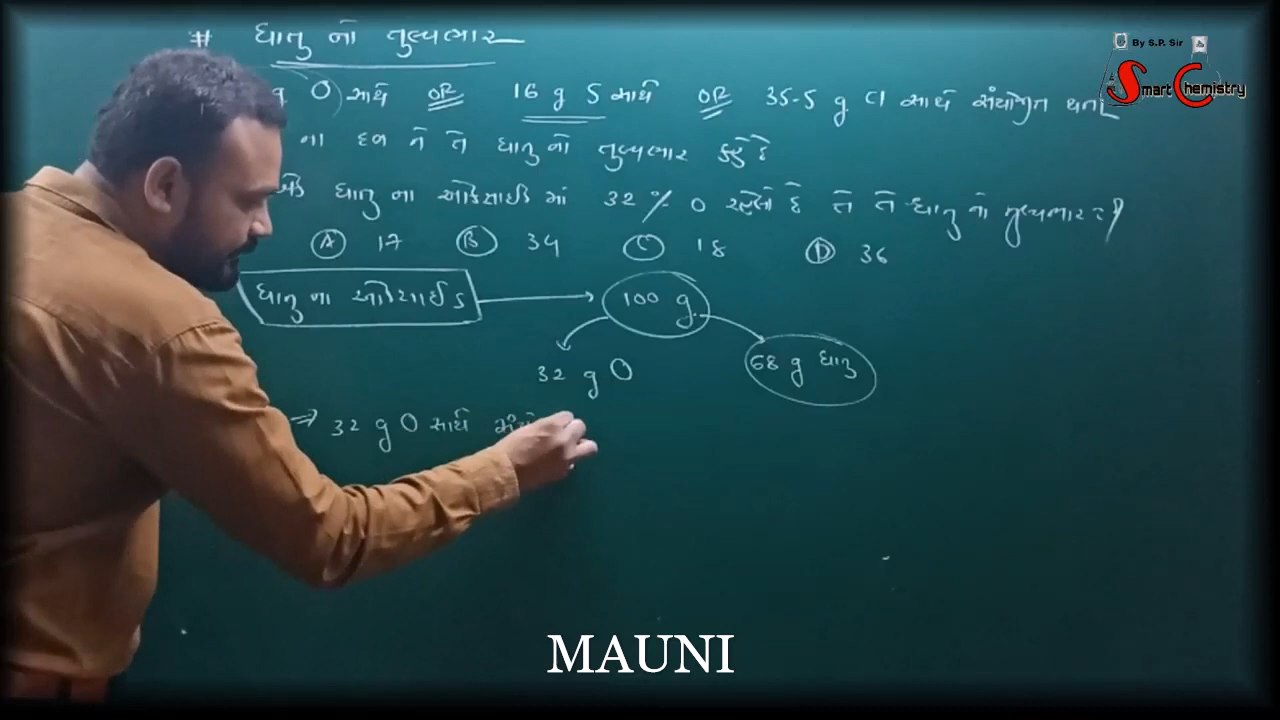 # ધાતુ નો તુલ્યભાર
By S.P. Sir
Smart Chemistry
g O સાથે OR 16 g S સાથે OR 35.5 g Cl સાથે સંયોજીત થતા
ના દળ ને તે ધાતુ નો તુલ્યભાર કહે છે
એક ધાતુ ના ઓકસાઈડ માં 32 % O રહેલો છે તો તે ધાતુ નો તુલ્યભાર = ?
(A) 17 (B) 34 (C) 18 (D) 36
ધાતુ ના ઓકસાઈડ → 100 g
32 g O 68 g ધાતુ
⇒ 32 g O સાથે
MAUNI